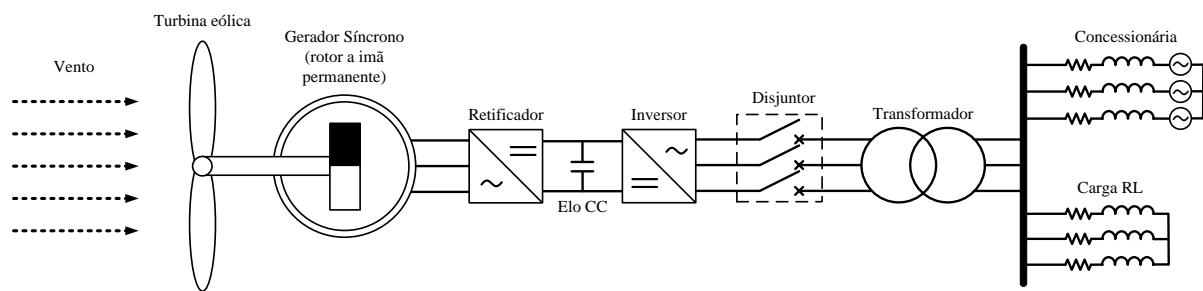 Turbina eólica
Vento
Gerador Síncrono
(rotor a imã
permanente)
Retificador
Elo CC
Inversor
Disjuntor
Transformador
Concessionária
Carga RL